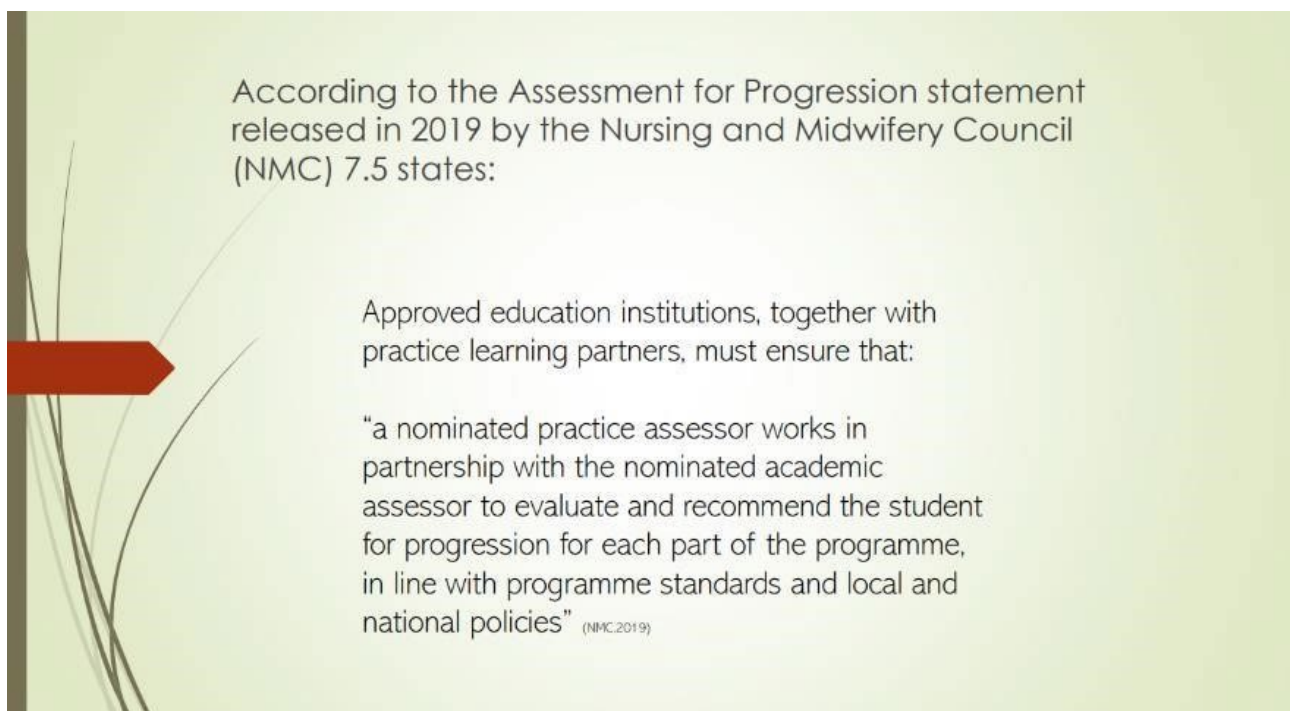 According to the Assessment for Progression statement
released in 2019 by the Nursing and Midwifery Council
(NMC) 7.5 states:
Approved education institutions, together with
practice learning partners, must ensure that:
“a nominated practice assessor works in
partnership with the nominated academic
assessor to evaluate and recommend the student
for progression for each part of the programme,
in line with programme standards and local and
national policies” (NMC,2019)